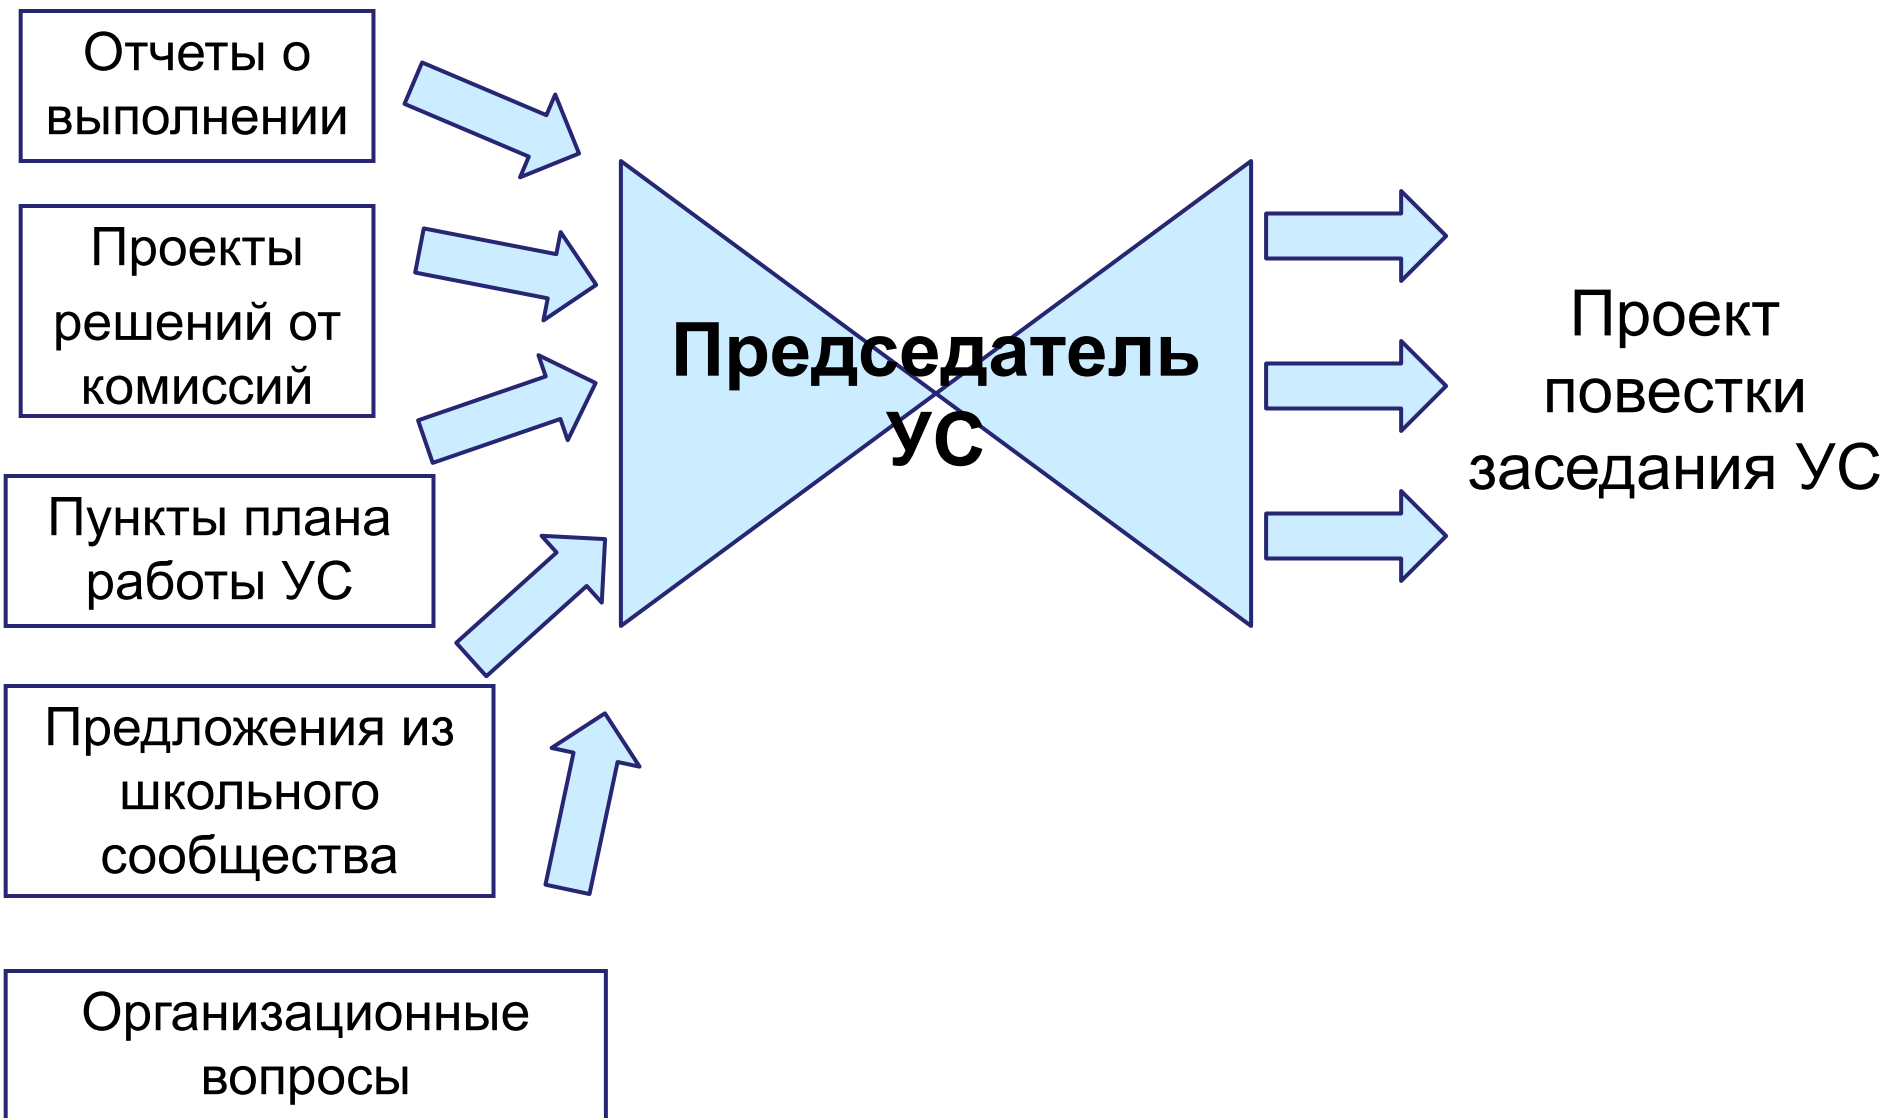 Отчеты о
выполнении
Проекты
решений от
комиссий
Пункты плана
работы УС
Предложения из
школьного
сообщества
Организационные
вопросы
Председатель
УС
Проект
повестки
заседания УС